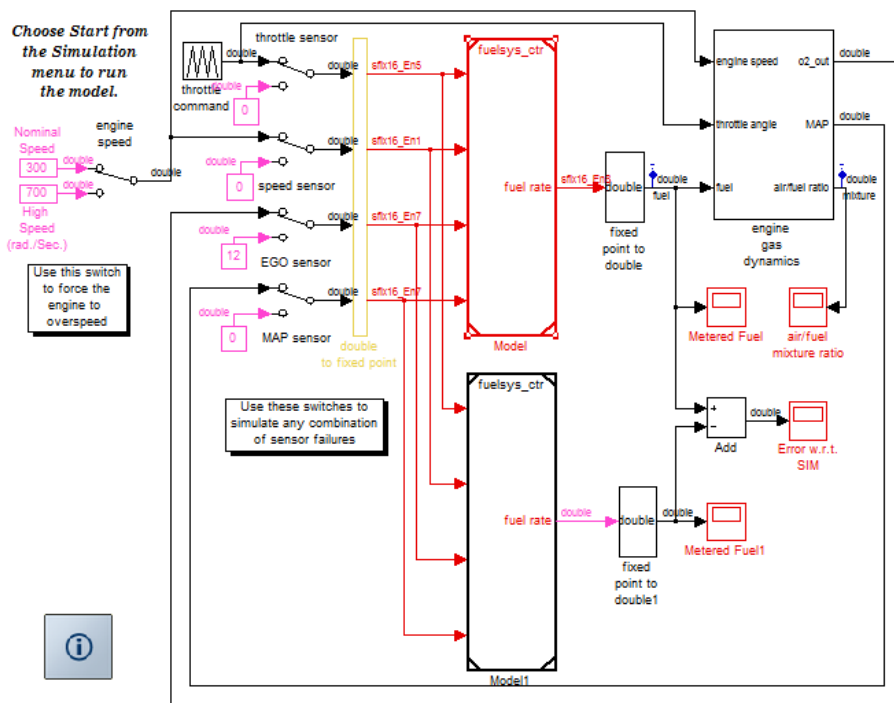 Choose Start from
the Simulation
menu to run
the model.
engine
speed
Nominal
Speed
double
300
double
700
double
High
Speed
(rad./Sec.)
Use this switch
to force the
engine to
overspeed
throttle
command
double
throttle sensor
double
double
0
double
double
0
speed sensor
double
double
12
EGO sensor
double
double
0
MAP sensor
double
double
to fixed point
Use these switches to
simulate any combination
of sensor failures
sfix16_En5
sfix16_En1
sfix16_En7
sfix16_En7
fuelsys_ctr
fuel rate
Model
fuelsys_ctr
fuel rate
Model1
double
double
fixed
point to
double
double
fuel
double
fixed
point to
double1
double
engine speed
throttle angle
fuel
o2_out
MAP
air/fuel ratio
engine
gas
dynamics
double
double
double
mixture
Metered Fuel
air/fuel
mixture ratio
+
−
Add
double
Error w.r.t.
SIM
Metered Fuel1
i